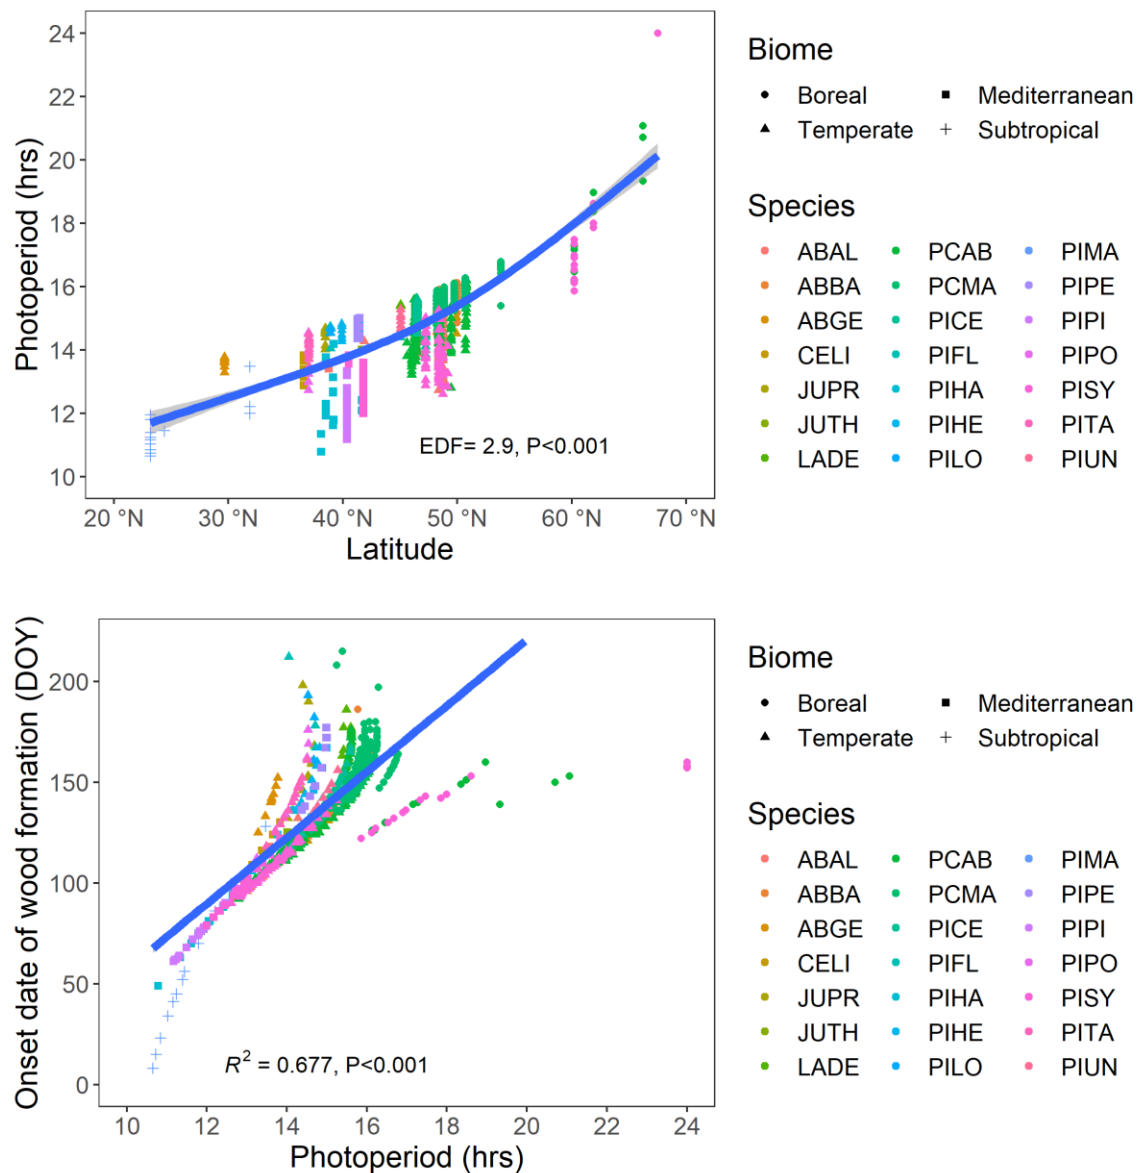 24
22
20
18
16
14
12
10
Photoperiod (hrs)
EDF= 2.9, P<0.001
20 °N 30 °N 40 °N 50 °N 60 °N 70 °N
Latitude
Biome
Boreal Mediterranean
Temperate Subtropical
Species
ABAL PCAB PIMA
ABBA PCMA PIPE
ABGE PICE PIPI
CELI PIFL PIPO
JUPR PIHA PISY
JUTH PIHE PITA
LADE PILO PIUN
200
150
100
50
0
Onset date of wood formation (DOY)
R² = 0.677, P<0.001
10 12 14 16 18 20 22 24
Photoperiod (hrs)
Biome
Boreal Mediterranean
Temperate Subtropical
Species
ABAL PCAB PIMA
ABBA PCMA PIPE
ABGE PICE PIPI
CELI PIFL PIPO
JUPR PIHA PISY
JUTH PIHE PITA
LADE PILO PIUN